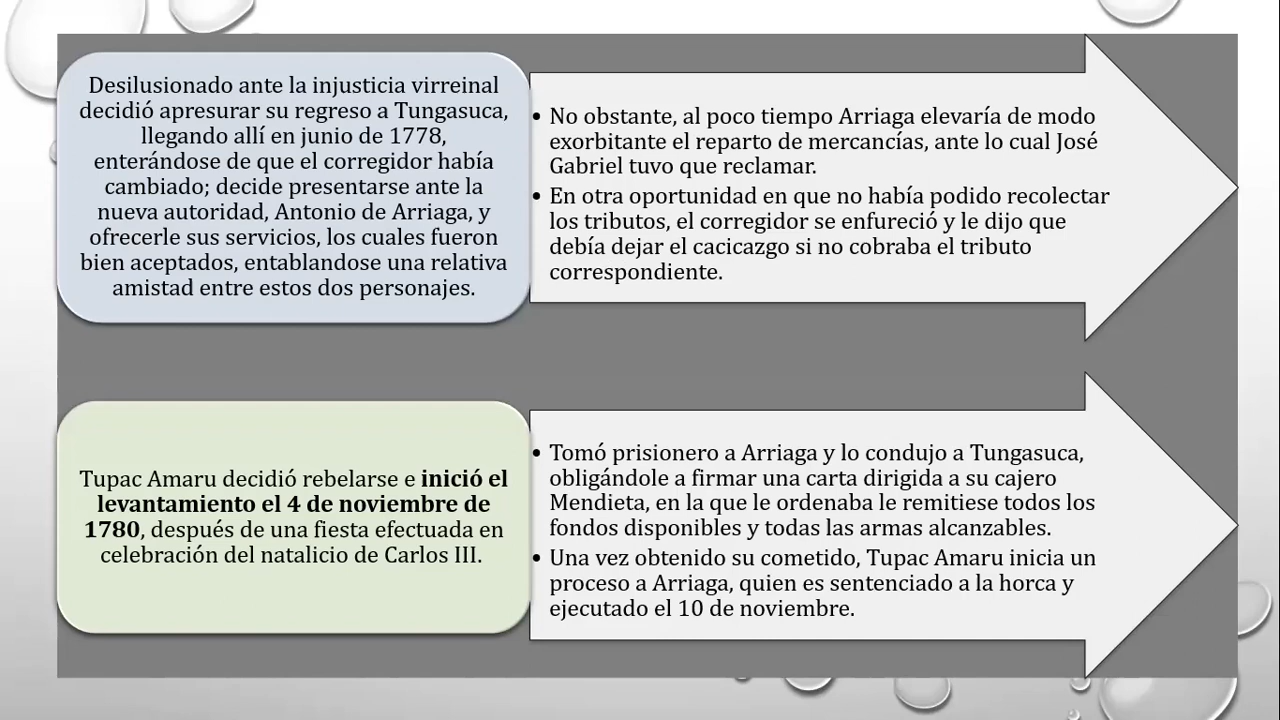 Desilusionado ante la injusticia virreinal
decidió apresurar su regreso a Tungasuca,
llegando allí en junio de 1778,
enterándose de que el corregidor había
cambiado; decide presentarse ante la
nueva autoridad, Antonio de Arriaga, y
ofrecerle sus servicios, los cuales fueron
bien aceptados, entablandose una relativa
amistad entre estos dos personajes.
• No obstante, al poco tiempo Arriaga elevaría de modo
exorbitante el reparto de mercancías, ante lo cual José
Gabriel tuvo que reclamar.
• En otra oportunidad en que no había podido recolectar
los tributos, el corregidor se enfureció y le dijo que
debía dejar el cacicazgo si no cobraba el tributo
correspondiente.
Tupac Amaru decidió rebelarse e inició el
levantamiento el 4 de noviembre de
1780, después de una fiesta efectuada en
celebración del natalicio de Carlos III.
• Tomó prisionero a Arriaga y lo condujo a Tungasuca,
obligándole a firmar una carta dirigida a su cajero
Mendieta, en la que le ordenaba le remitiese todos los
fondos disponibles y todas las armas alcanzables.
• Una vez obtenido su cometido, Tupac Amaru inicia un
proceso a Arriaga, quien es sentenciado a la horca y
ejecutado el 10 de noviembre.